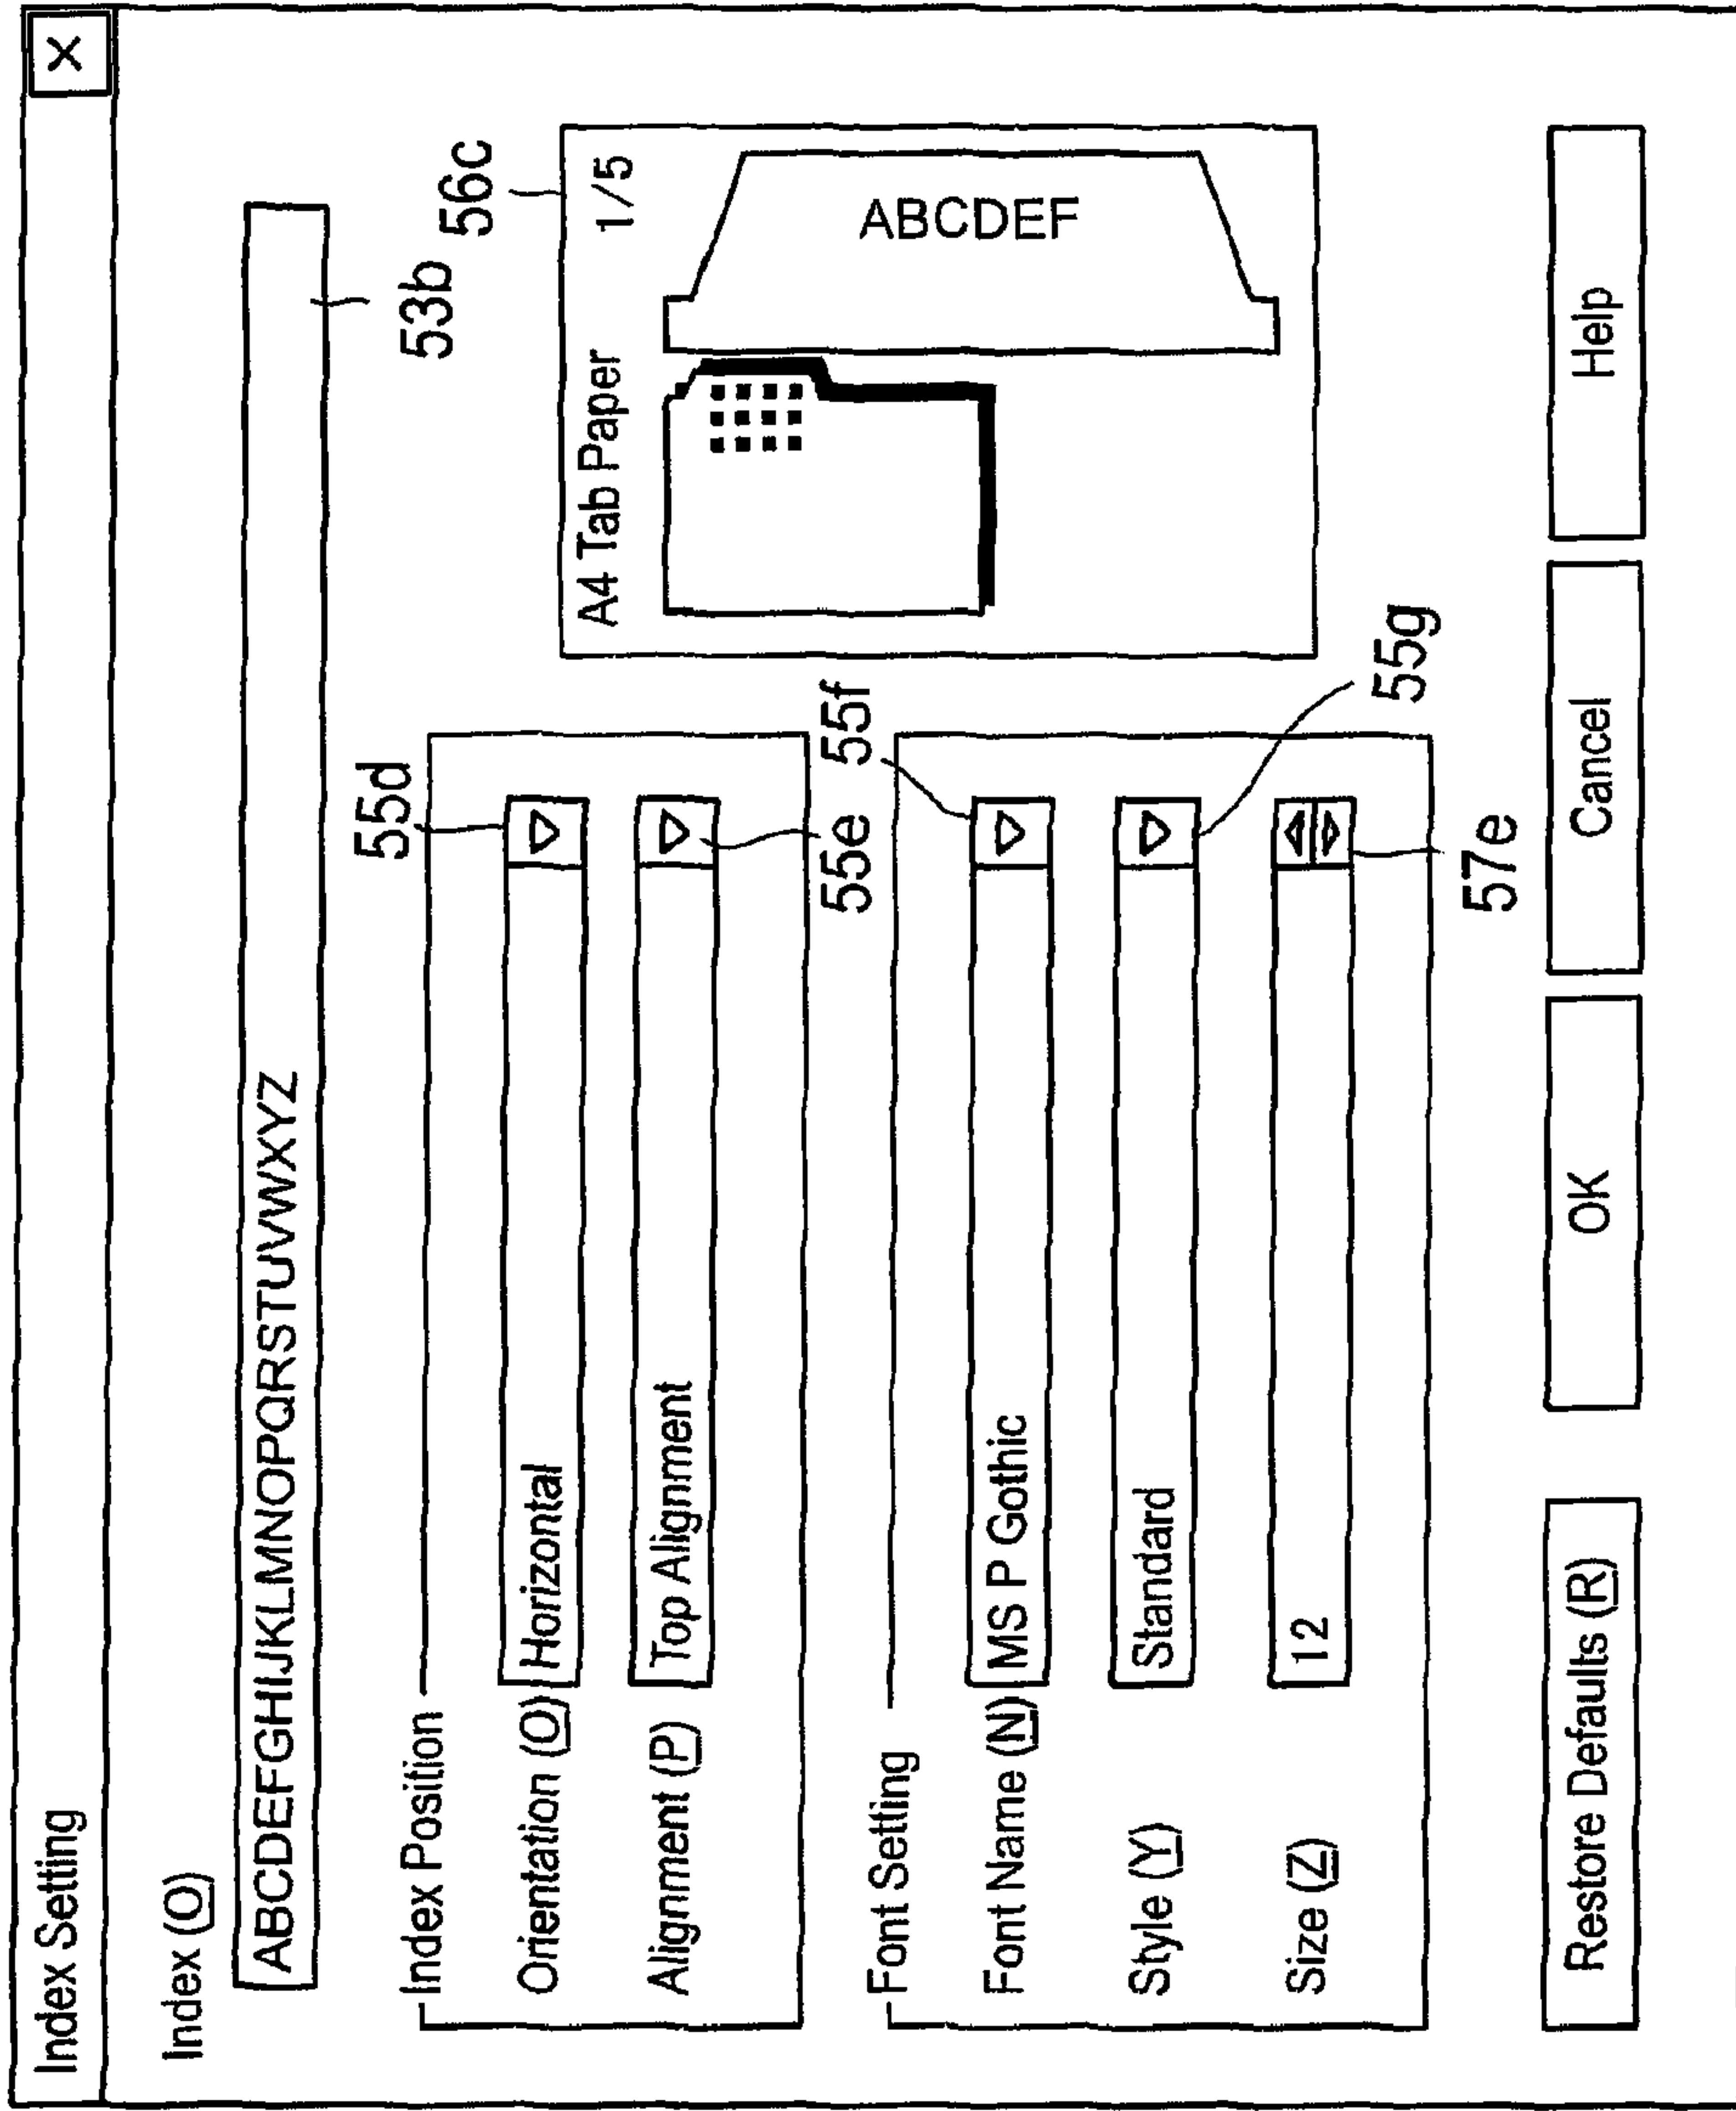 Index Setting X
Index (O)
ABCDEFGHIJKLMNOPQRSTUVWXYZ
53b
56c
Index Position
55d
Orientation (O) Horizontal
Alignment (P) Top Alignment
55e
A4 Tab Paper 1/5
ABCDEF
Font Setting
55f
Font Name (N) MS P Gothic
Style (Y) Standard
55g
Size (Z) 12
57e
Restore Defaults (R) OK Cancel Help